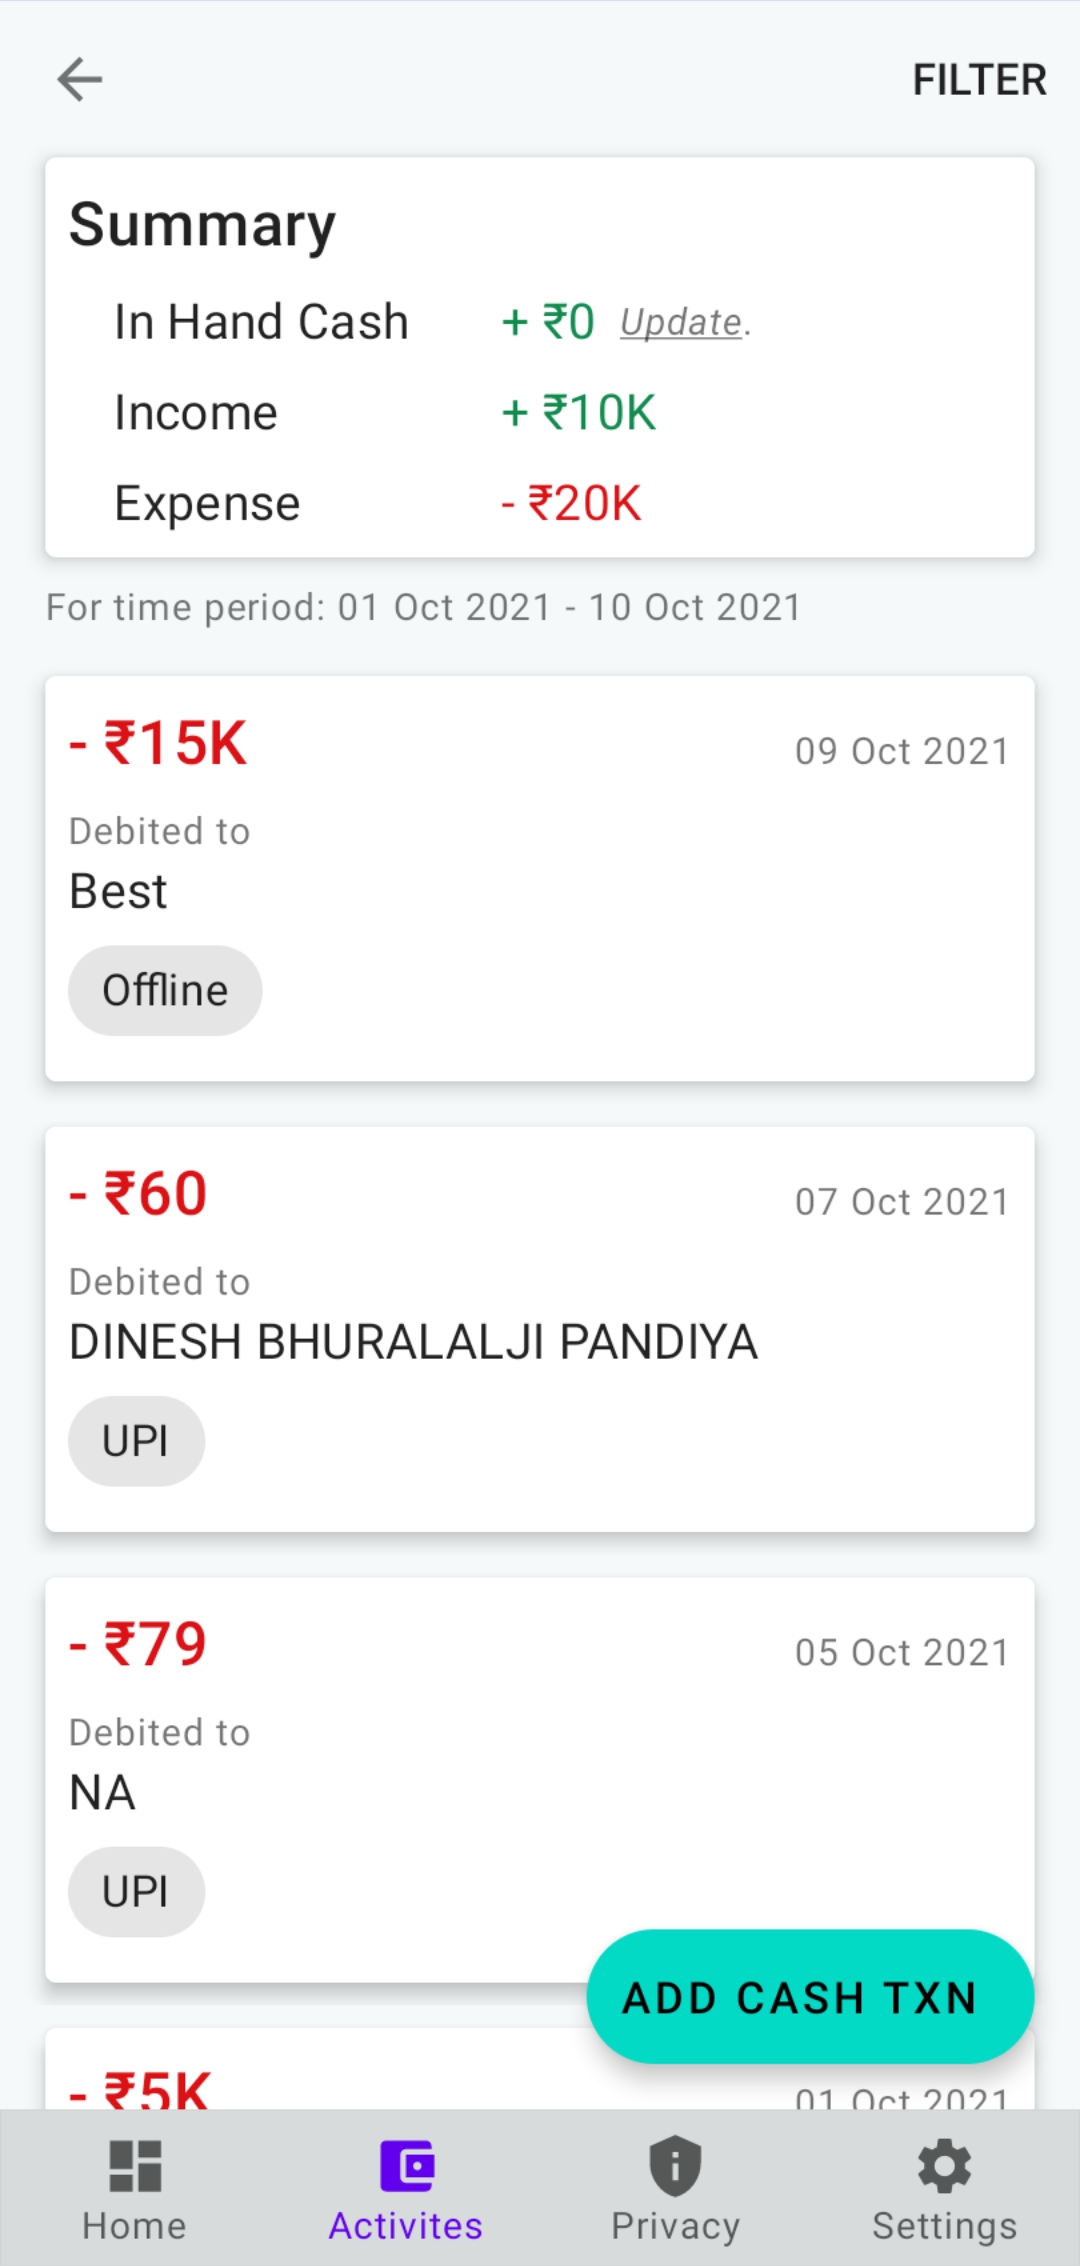 FILTER
Summary
In Hand Cash + ₹0 Update.
Income + ₹10K
Expense - ₹20K
For time period: 01 Oct 2021 - 10 Oct 2021
- ₹15K 09 Oct 2021
Debited to
Best
Offline
- ₹60 07 Oct 2021
Debited to
DINESH BHURALALJI PANDIYA
UPI
- ₹79 05 Oct 2021
Debited to
NA
UPI
ADD CASH TXN
- ₹5K 01 Oct 2021
Home Activites Privacy Settings